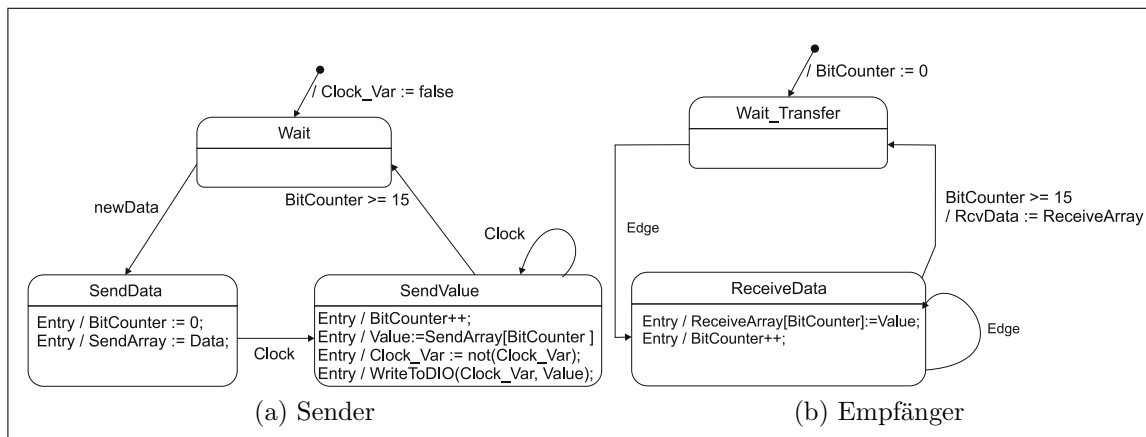 / Clock_Var := false
Wait
newData
BitCounter >= 15
Clock
SendData
Entry / BitCounter := 0;
Entry / SendArray := Data;
Clock
SendValue
Entry / BitCounter++;
Entry / Value:=SendArray[BitCounter ]
Entry / Clock_Var := not(Clock_Var);
Entry / WriteToDIO(Clock_Var, Value);
(a) Sender
/ BitCounter := 0
Wait_Transfer
Edge
BitCounter >= 15
/ RcvData := ReceiveArray
ReceiveData
Entry / ReceiveArray[BitCounter]:=Value;
Entry / BitCounter++;
Edge
(b) Empfänger